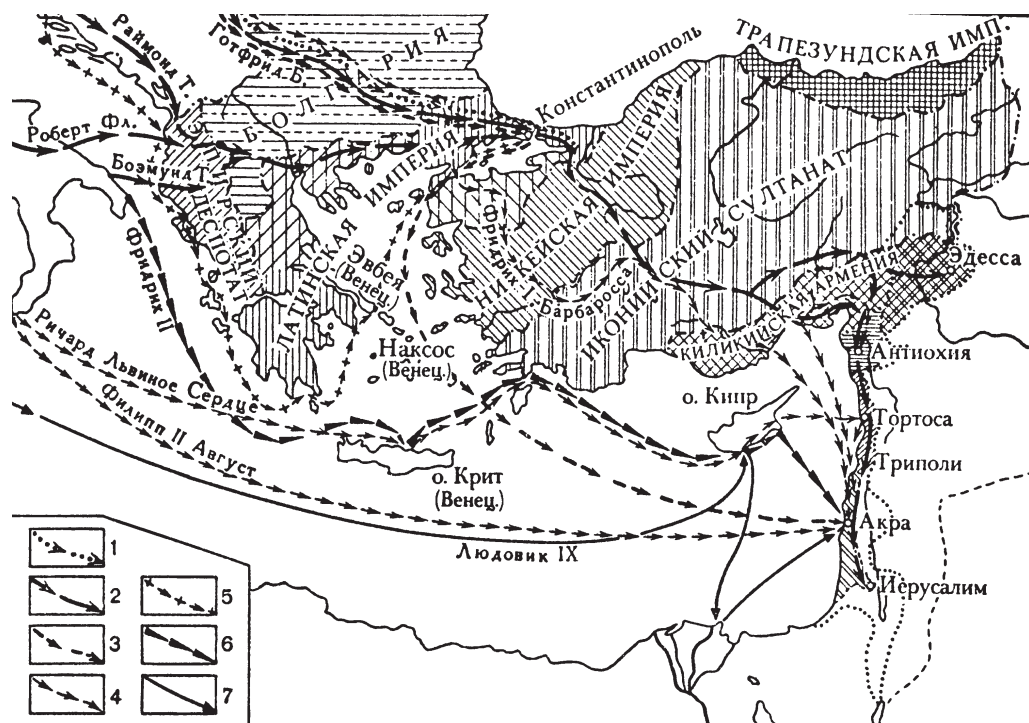 Раймонд Т.
Готфрид Б.
БОЛГАРИЯ
ТРАПЕЗУНДСКАЯ ИМП.
Константинополь
Роберт Фл.
Боэмунд Т.
ЭПИРСКИЙ
ДЕСПОТАТ
ЛАТИНСКАЯ ИМПЕРИЯ
НИКЕЙСКАЯ ИМПЕРИЯ
ИКОНИЙСКИЙ СУЛТАНАТ
Фридрих
Барбаросса
КИЛИКИЙСКАЯ АРМЕНИЯ
Эдесса
Фридрих II
Эвбея
(Венец.)
Наксос
(Венец.)
Антиохия
Ричард Львиное Сердце
о. Кипр
Тортоса
Филипп II Август
о. Крит
(Венец.)
Триполи
Акра
Людовик IX
Иерусалим
1
2
3
4
5
6
7